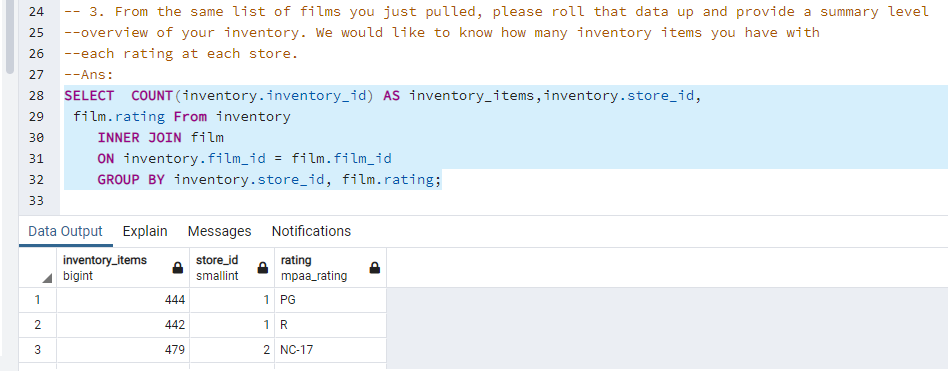 24 -- 3. From the same list of films you just pulled, please roll that data up and provide a summary level
25 --overview of your inventory. We would like to know how many inventory items you have with
26 --each rating at each store.
27 --Ans:
28 SELECT  COUNT(inventory.inventory_id) AS inventory_items,inventory.store_id,
29  film.rating From inventory
30     INNER JOIN film
31     ON inventory.film_id = film.film_id
32     GROUP BY inventory.store_id, film.rating;
33
Data Output Explain Messages Notifications
inventory_items store_id rating
bigint smallint mpaa_rating
1 444 1 PG
2 442 1 R
3 479 2 NC-17